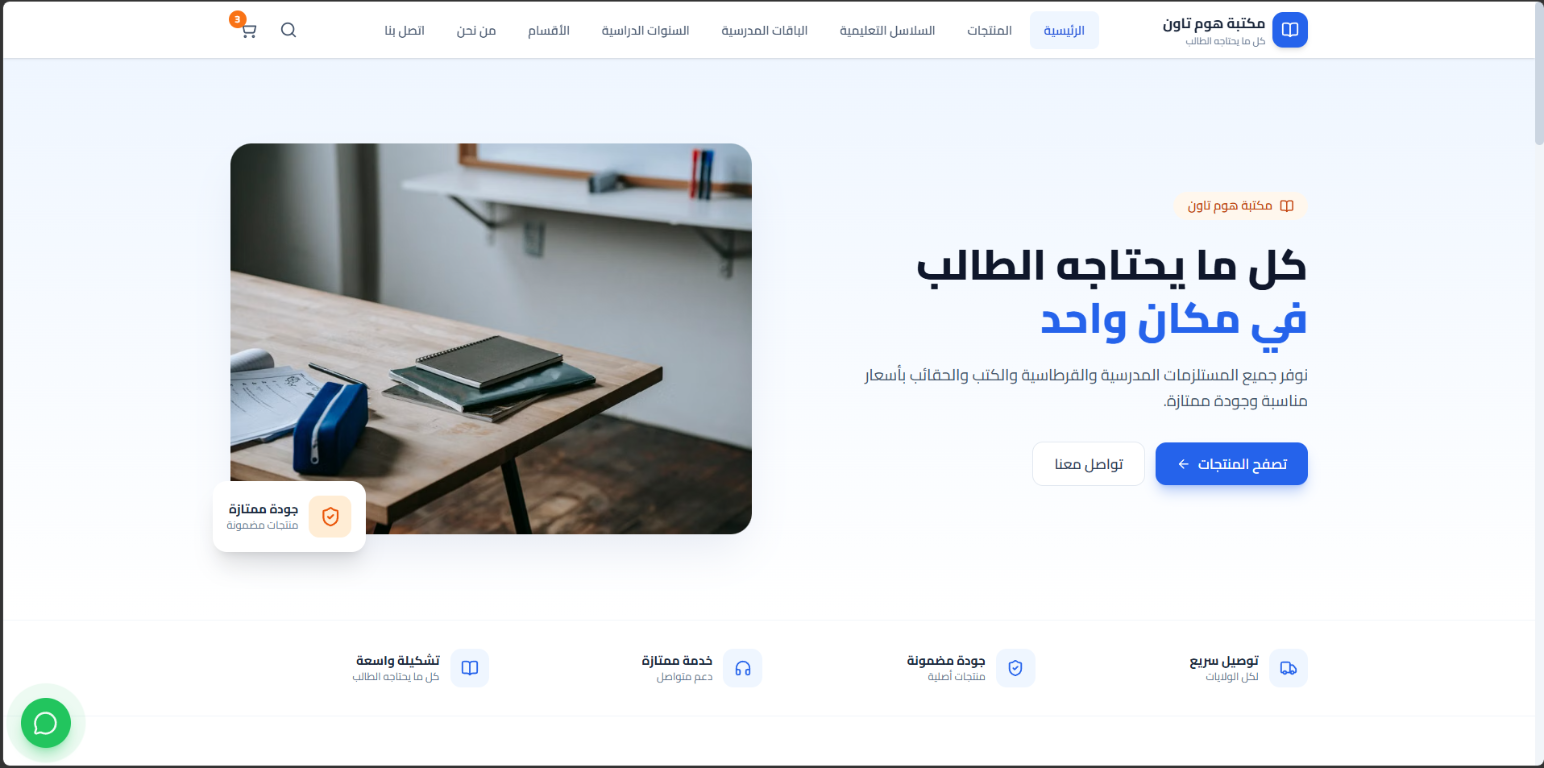 مكتبة هوم تاون
كل ما يحتاجه الطالب
الرئيسية
المنتجات
السلاسل التعليمية
الباقات المدرسية
السنوات الدراسية
الأقسام
من نحن
اتصل بنا
3
مكتبة هوم تاون
كل ما يحتاجه الطالب
في مكان واحد
نوفر جميع المستلزمات المدرسية والقرطاسية والكتب والحقائب بأسعار
مناسبة وجودة ممتازة.
تصفح المنتجات ←
تواصل معنا
جودة ممتازة
منتجات مضمونة
توصيل سريع
لكل الولايات
جودة مضمونة
منتجات أصلية
خدمة ممتازة
دعم متواصل
تشكيلة واسعة
كل ما يحتاجه الطالب